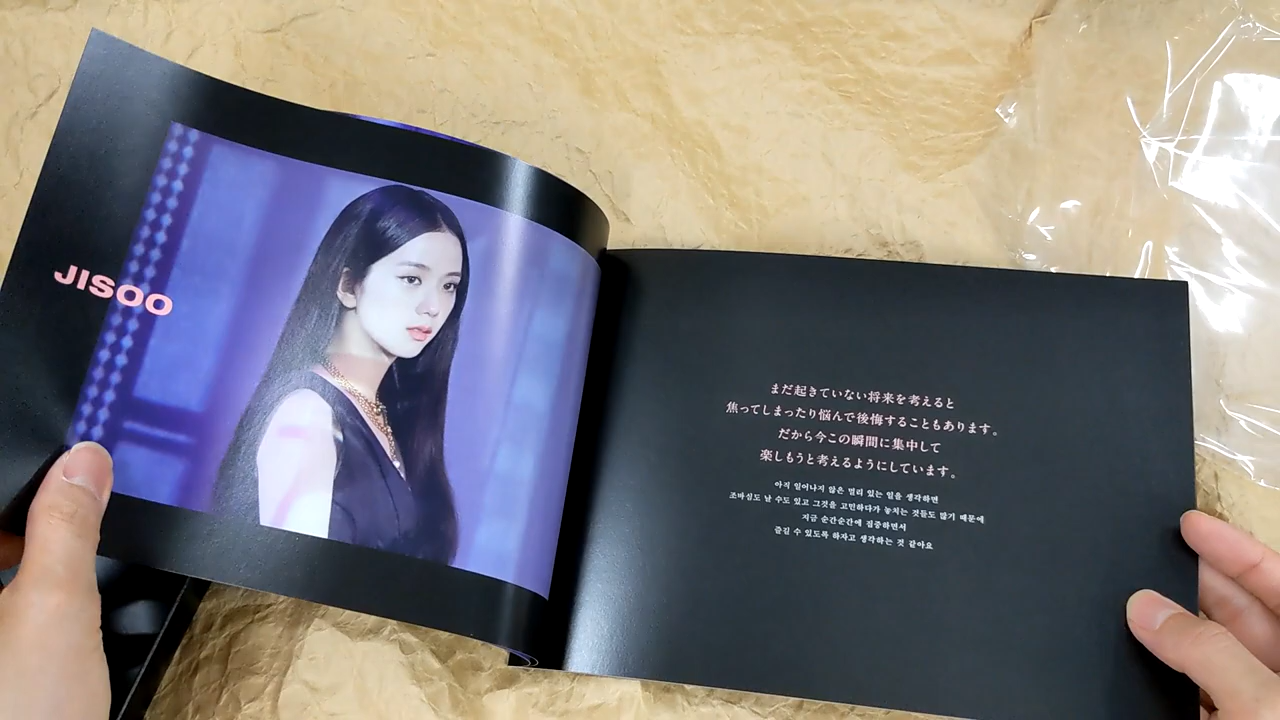 JISOO
まだ起きていない将来を考えると
焦ってしまったり悩んで後悔することもあります。
だから今この瞬間に集中して
楽しもうと考えるようにしています。
아직 일어나지 않은 멀리 있는 일을 생각하면
조바심도 날 수도 있고 그것을 고민하다가 놓치는 것들도 많기 때문에
지금 순간순간에 집중하면서
즐길 수 있도록 하자고 생각하는 것 같아요